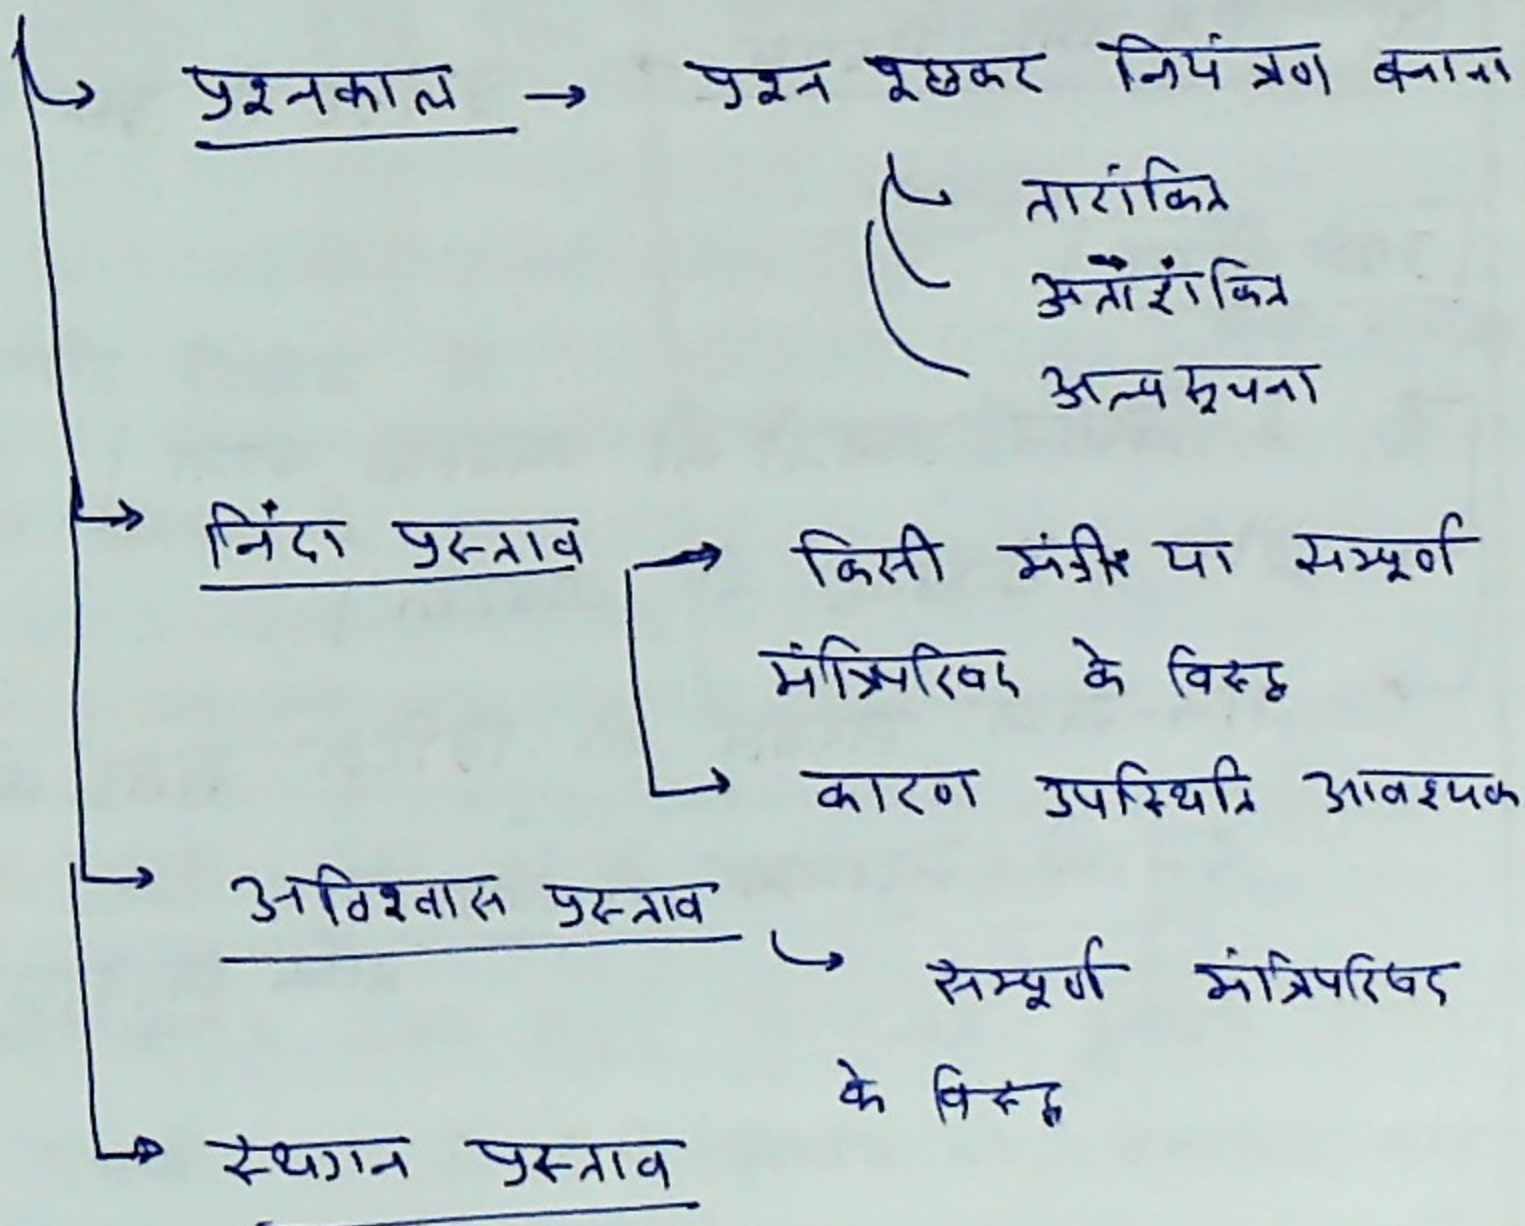 प्रश्नकाल → प्रश्न पूछकर नियंत्रण बनाना
तारांकित
अतारांकित
अल्पसूचना
निंदा प्रस्ताव → किसी मंत्री या सम्पूर्ण
मंत्रिपरिषद के विरूद्ध
कारण उपस्थिति आवश्यक
अविश्वास प्रस्ताव
सम्पूर्ण मंत्रिपरिषद
के विरूद्ध
स्थगन प्रस्ताव